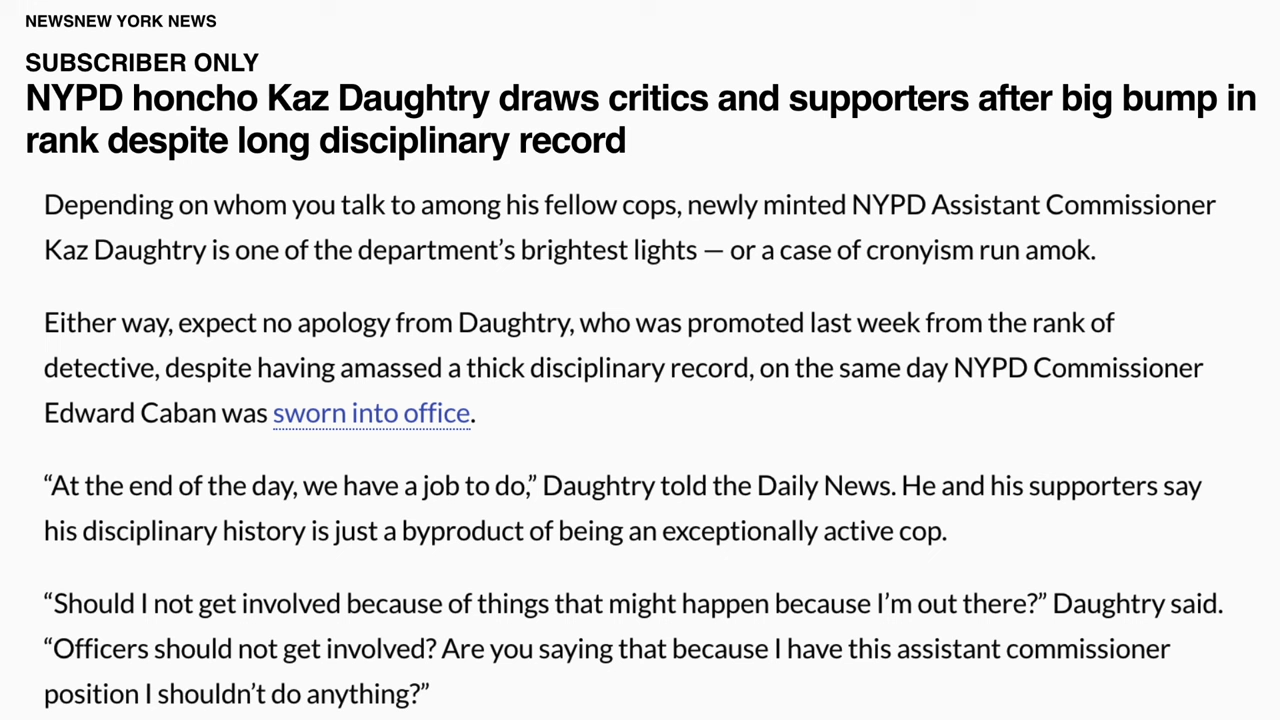 NEWSNEW YORK NEWS
SUBSCRIBER ONLY
NYPD honcho Kaz Daughtry draws critics and supporters after big bump in
rank despite long disciplinary record
Depending on whom you talk to among his fellow cops, newly minted NYPD Assistant Commissioner
Kaz Daughtry is one of the department’s brightest lights — or a case of cronyism run amok.
Either way, expect no apology from Daughtry, who was promoted last week from the rank of
detective, despite having amassed a thick disciplinary record, on the same day NYPD Commissioner
Edward Caban was sworn into office.
“At the end of the day, we have a job to do,” Daughtry told the Daily News. He and his supporters say
his disciplinary history is just a byproduct of being an exceptionally active cop.
“Should I not get involved because of things that might happen because I’m out there?” Daughtry said.
“Officers should not get involved? Are you saying that because I have this assistant commissioner
position I shouldn’t do anything?”